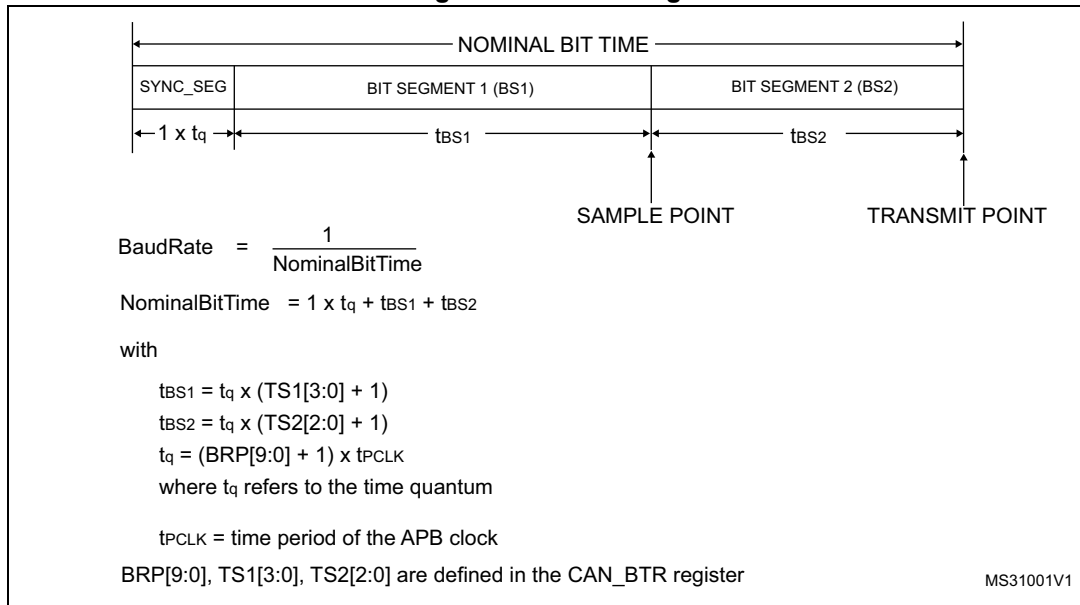 NOMINAL BIT TIME
SYNC_SEG BIT SEGMENT 1 (BS1) BIT SEGMENT 2 (BS2)
1 x tq tBS1 tBS2
SAMPLE POINT TRANSMIT POINT
BaudRate = 1
NominalBitTime
NominalBitTime = 1 x tq + tBS1 + tBS2
with
tBS1 = tq x (TS1[3:0] + 1)
tBS2 = tq x (TS2[2:0] + 1)
tq = (BRP[9:0] + 1) x tPCLK
where tq refers to the time quantum
tPCLK = time period of the APB clock
BRP[9:0], TS1[3:0], TS2[2:0] are defined in the CAN_BTR register
MS31001V1